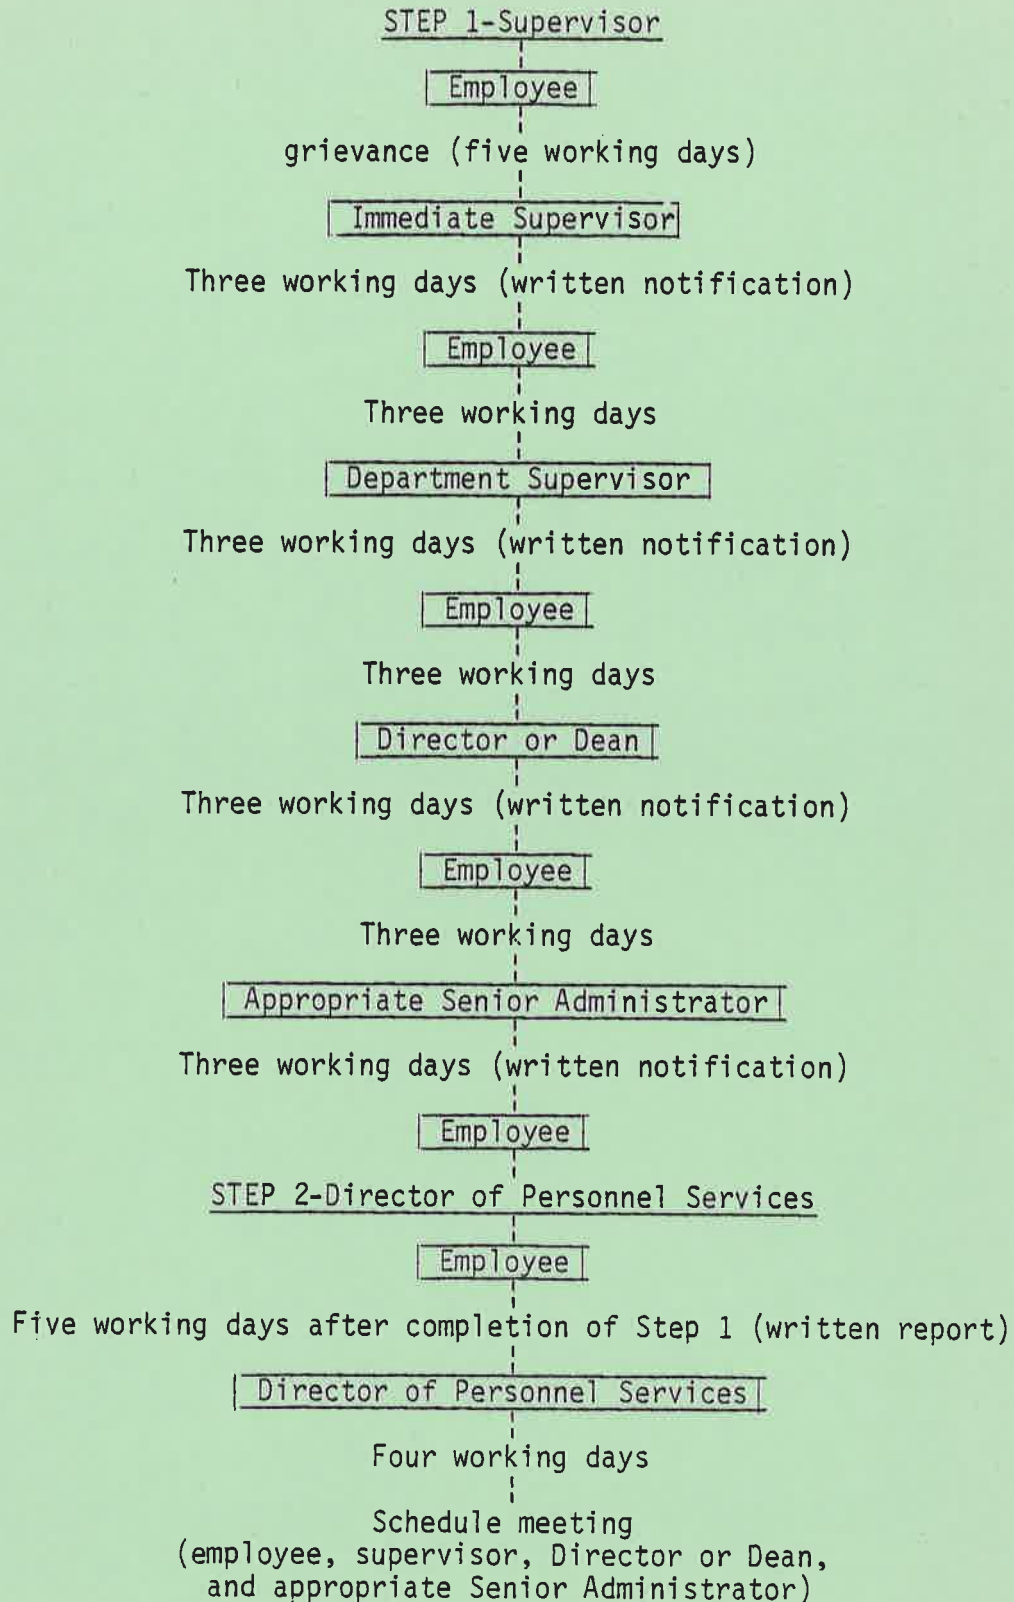 STEP 1-Supervisor
Employee
grievance (five working days)
Immediate Supervisor
Three working days (written notification)
Employee
Three working days
Department Supervisor
Three working days (written notification)
Employee
Three working days
Director or Dean
Three working days (written notification)
Employee
Three working days
Appropriate Senior Administrator
Three working days (written notification)
Employee
STEP 2-Director of Personnel Services
Employee
Five working days after completion of Step 1 (written report)
Director of Personnel Services
Four working days
Schedule meeting
(employee, supervisor, Director or Dean,
and appropriate Senior Administrator)